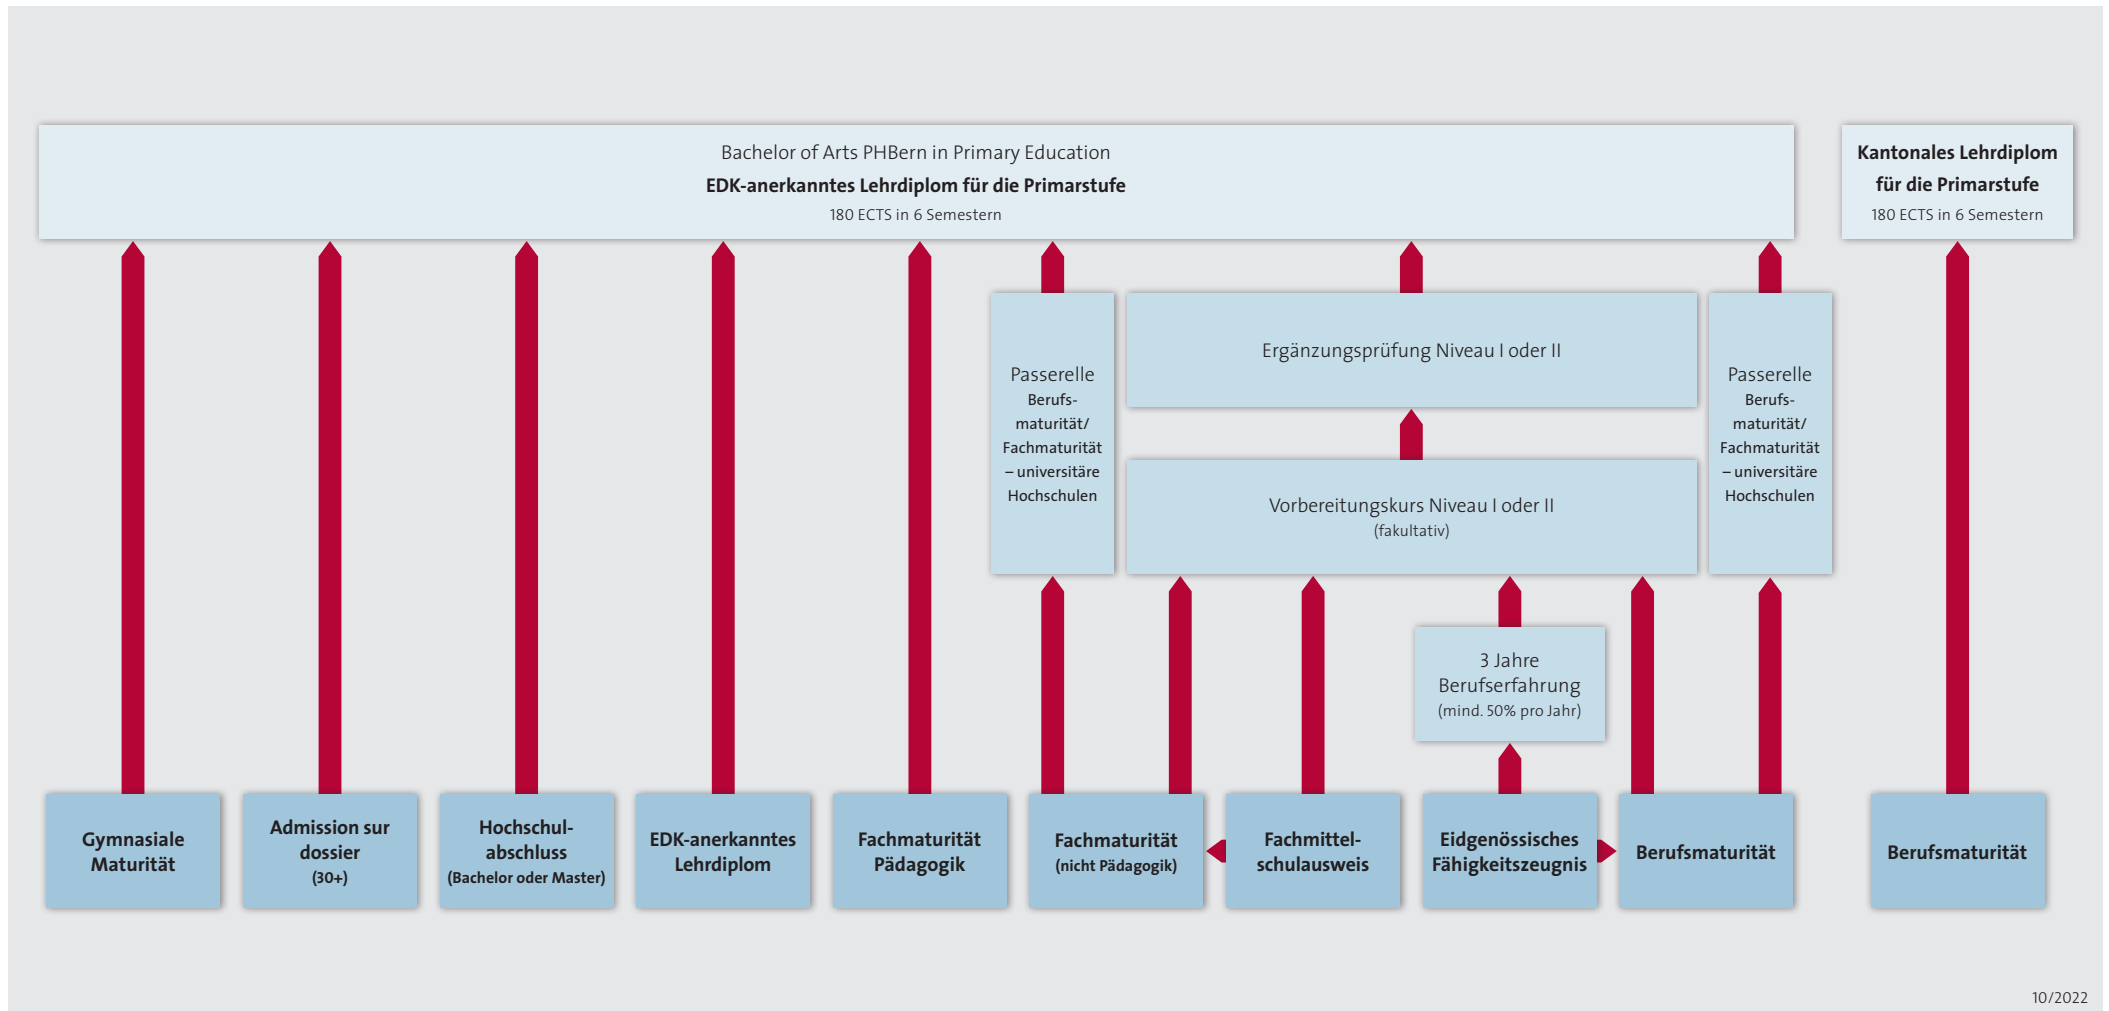 Bachelor of Arts PHBern in Primary Education
EDK-anerkanntes Lehrdiplom für die Primarstufe
180 ECTS in 6 Semestern
Kantonales Lehrdiplom
für die Primarstufe
180 ECTS in 6 Semestern
Passerelle
Berufs-
maturität/
Fachmaturität
– universitäre
Hochschulen
Ergänzungsprüfung Niveau I oder II
Vorbereitungskurs Niveau I oder II
(fakultativ)
Passerelle
Berufs-
maturität/
Fachmaturität
– universitäre
Hochschulen
3 Jahre
Berufserfahrung
(mind. 50% pro Jahr)
Gymnasiale
Maturität
Admission sur
dossier
(30+)
Hochschul-
abschluss
(Bachelor oder Master)
EDK-anerkanntes
Lehrdiplom
Fachmaturität
Pädagogik
Fachmaturität
(nicht Pädagogik)
Fachmittel-
schulausweis
Eidgenössisches
Fähigkeitszeugnis
Berufsmaturität
Berufsmaturität
10/2022